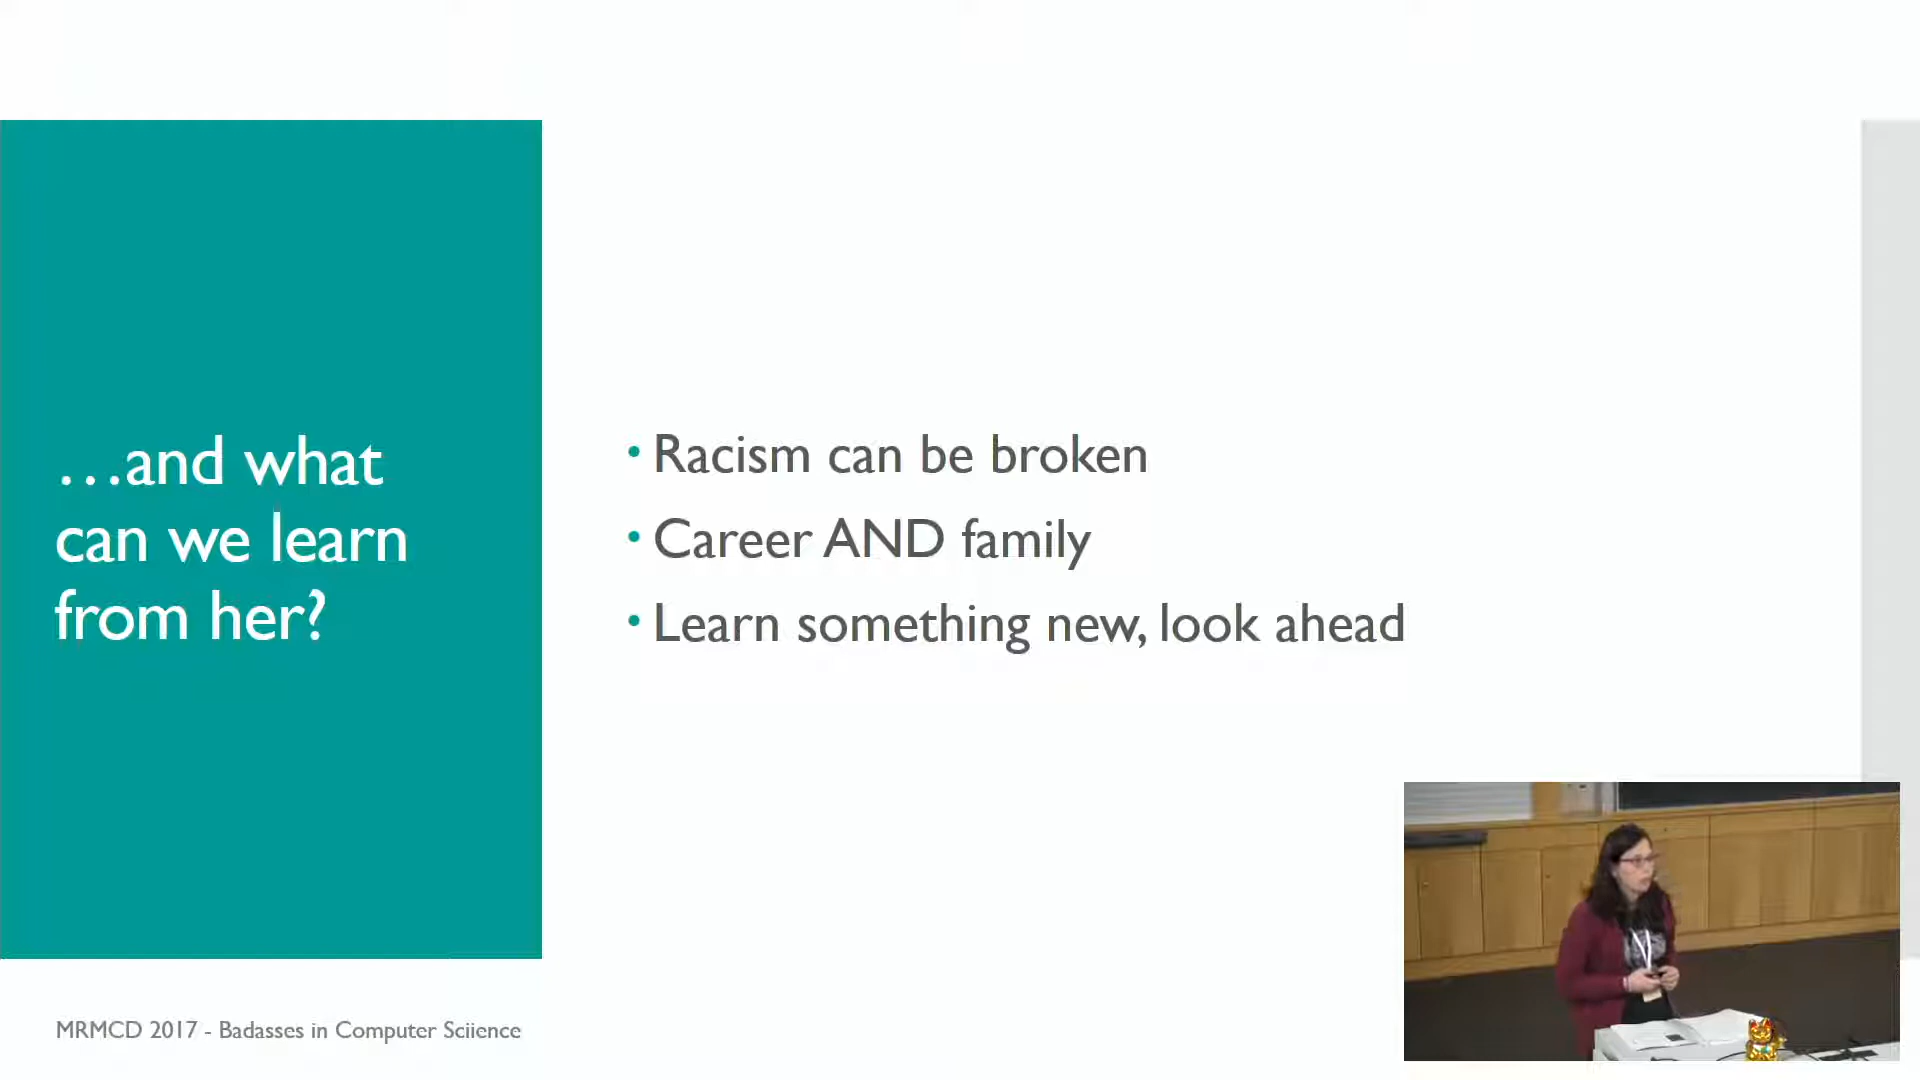 …and what
can we learn
from her?
• Racism can be broken
• Career AND family
• Learn something new, look ahead
MRMCD 2017 - Badasses in Computer Sciience